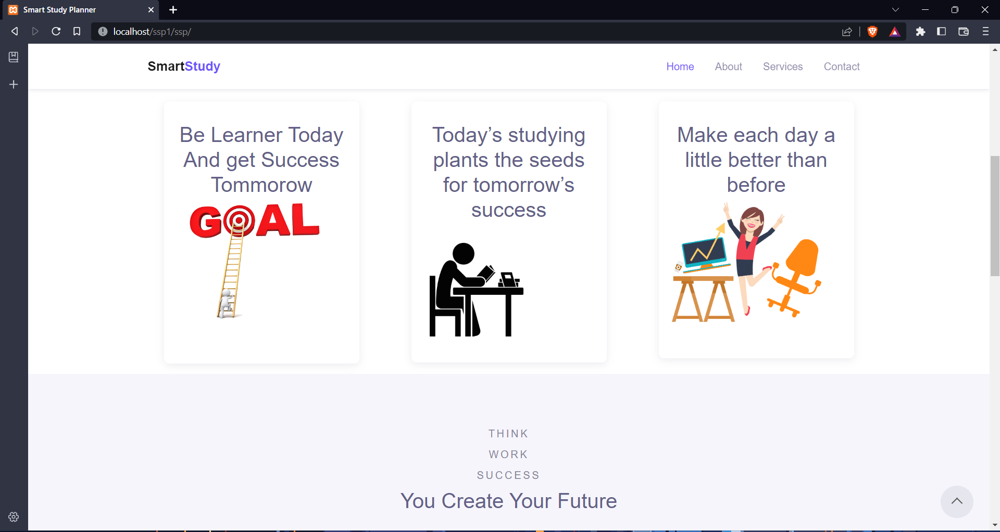 Smart Study Planner
localhost/ssp1/ssp/
SmartStudy
Home About Services Contact
Be Learner Today
And get Success
Tommorow
GOAL
Today’s studying
plants the seeds
for tomorrow’s
success
Make each day a
little better than
before
THINK
WORK
SUCCESS
You Create Your Future